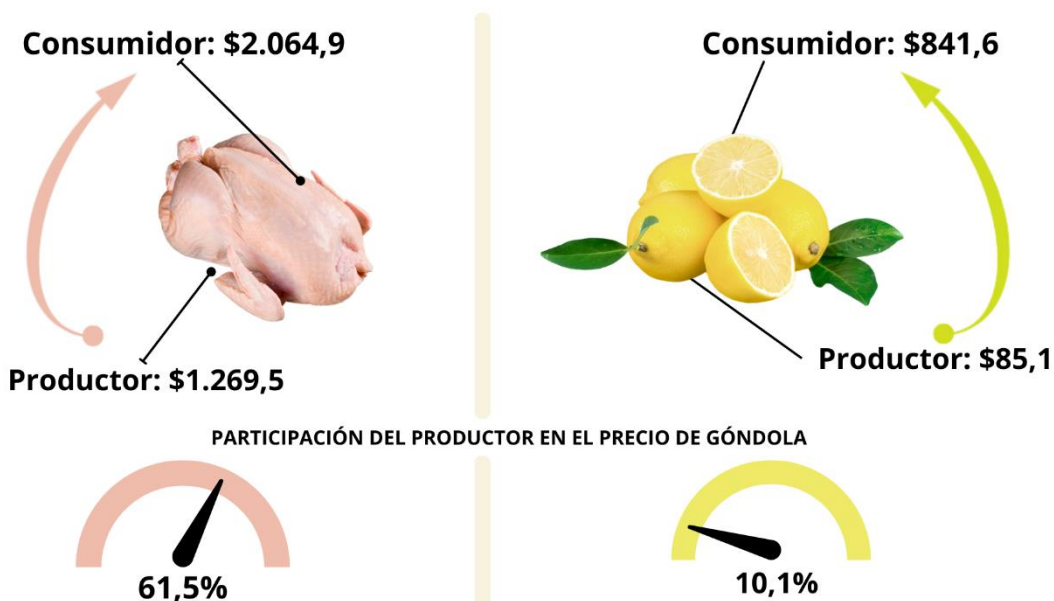 Consumidor: $2.064,9
Consumidor: $841,6
Productor: $1.269,5
Productor: $85,1
PARTICIPACIÓN DEL PRODUCTOR EN EL PRECIO DE GÓNDOLA
61,5%
10,1%